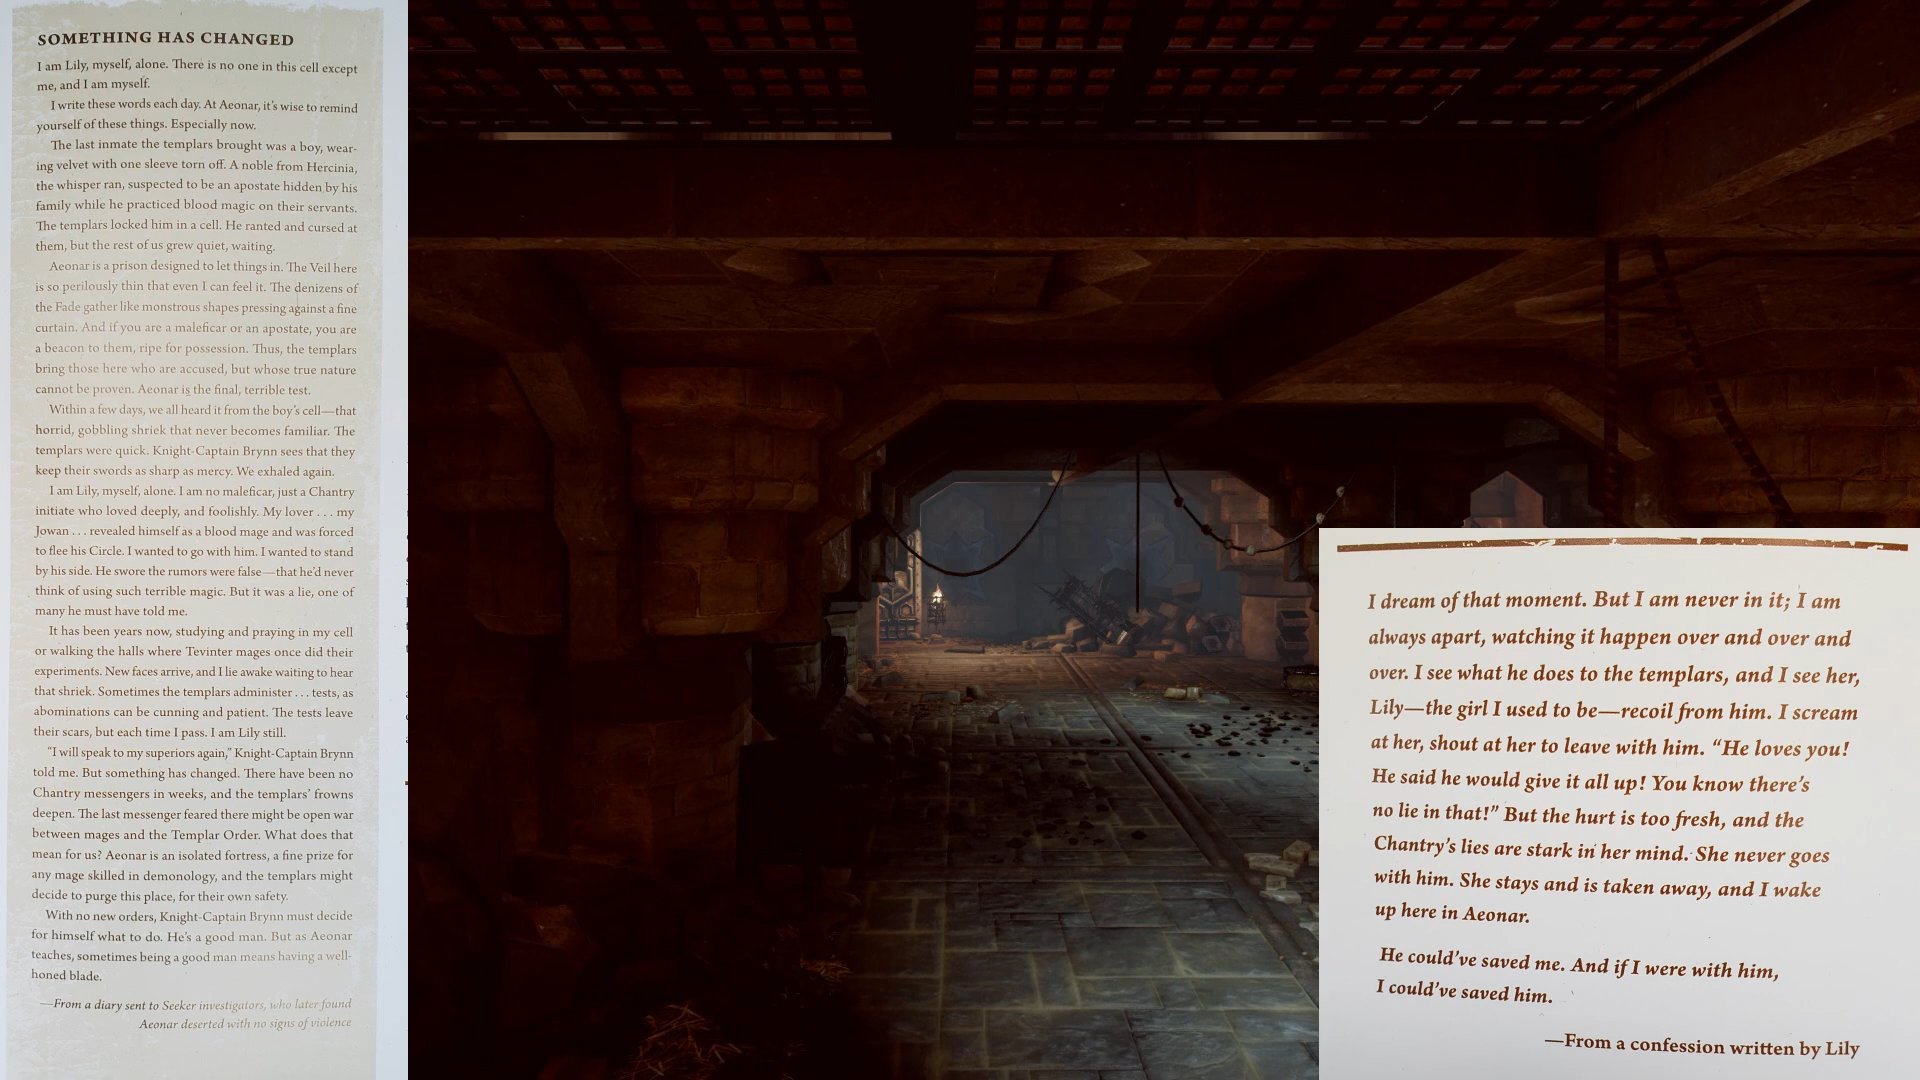 SOMETHING HAS CHANGED
I am Lily, myself, alone. There is no one in this cell except
me, and I am myself.
I write these words each day. At Aeonar, it's wise to remind
yourself of these things. Especially now.
The last inmate the templars brought was a boy, wear-
ing velvet with one sleeve torn off. A noble from Hercinia,
the whisper ran, suspected to be an apostate hidden by his
family while he practiced blood magic on their servants.
The templars locked him in a cell. He ranted and cursed at
them, but the rest of us grew quiet, waiting.
Aeonar is a prison designed to let things in. The Veil here
is so perilously thin that even I can feel it. The denizens of
the Fade gather like monstrous shapes pressing against a fine
curtain. And if you are a maleficar or an apostate, you are
a beacon to them, ripe for possession. Thus, the templars
bring those here who are accused, but whose true nature
cannot be proven. Aeonar is the final, terrible test.
Within a few days, we all heard it from the boy's cell—that
horrid, gobbling shriek that never becomes familiar. The
templars were quick. Knight-Captain Brynn sees that they
keep their swords as sharp as mercy. We exhaled again.
I am Lily, myself, alone. I am no maleficar, just a Chantry
initiate who loved deeply, and foolishly. My lover . . . my
Jowan . . . revealed himself as a blood mage and was forced
to flee his Circle. I wanted to go with him. I wanted to stand
by his side. He swore the rumors were false—that he'd never
think of using such terrible magic. But it was a lie, one of
many he must have told me.
It has been years now, studying and praying in my cell
or walking the halls where Tevinter mages once did their
experiments. New faces arrive, and I lie awake waiting to hear
that shriek. Sometimes the templars administer . . . tests, as
abominations can be cunning and patient. The tests leave
their scars, but each time I pass. I am Lily still.
"I will speak to my superiors again," Knight-Captain Brynn
told me. But something has changed. There have been no
Chantry messengers in weeks, and the templars' frowns
deepen. The last messenger feared there might be open war
between mages and the Templar Order. What does that
mean for us? Aeonar is an isolated fortress, a fine prize for
any mage skilled in demonology, and the templars might
decide to purge this place, for their own safety.
With no new orders, Knight-Captain Brynn must decide
for himself what to do. He's a good man. But as Aeonar
teaches, sometimes being a good man means having a well-
honed blade.
—From a diary sent to Seeker investigators, who later found
Aeonar deserted with no signs of violence
I dream of that moment. But I am never in it; I am
always apart, watching it happen over and over and
over. I see what he does to the templars, and I see her,
Lily—the girl I used to be—recoil from him. I scream
at her, shout at her to leave with him. "He loves you!
He said he would give it all up! You know there's
no lie in that!" But the hurt is too fresh, and the
Chantry's lies are stark in her mind. She never goes
with him. She stays and is taken away, and I wake
up here in Aeonar.
He could've saved me. And if I were with him,
I could've saved him.
—From a confession written by Lily